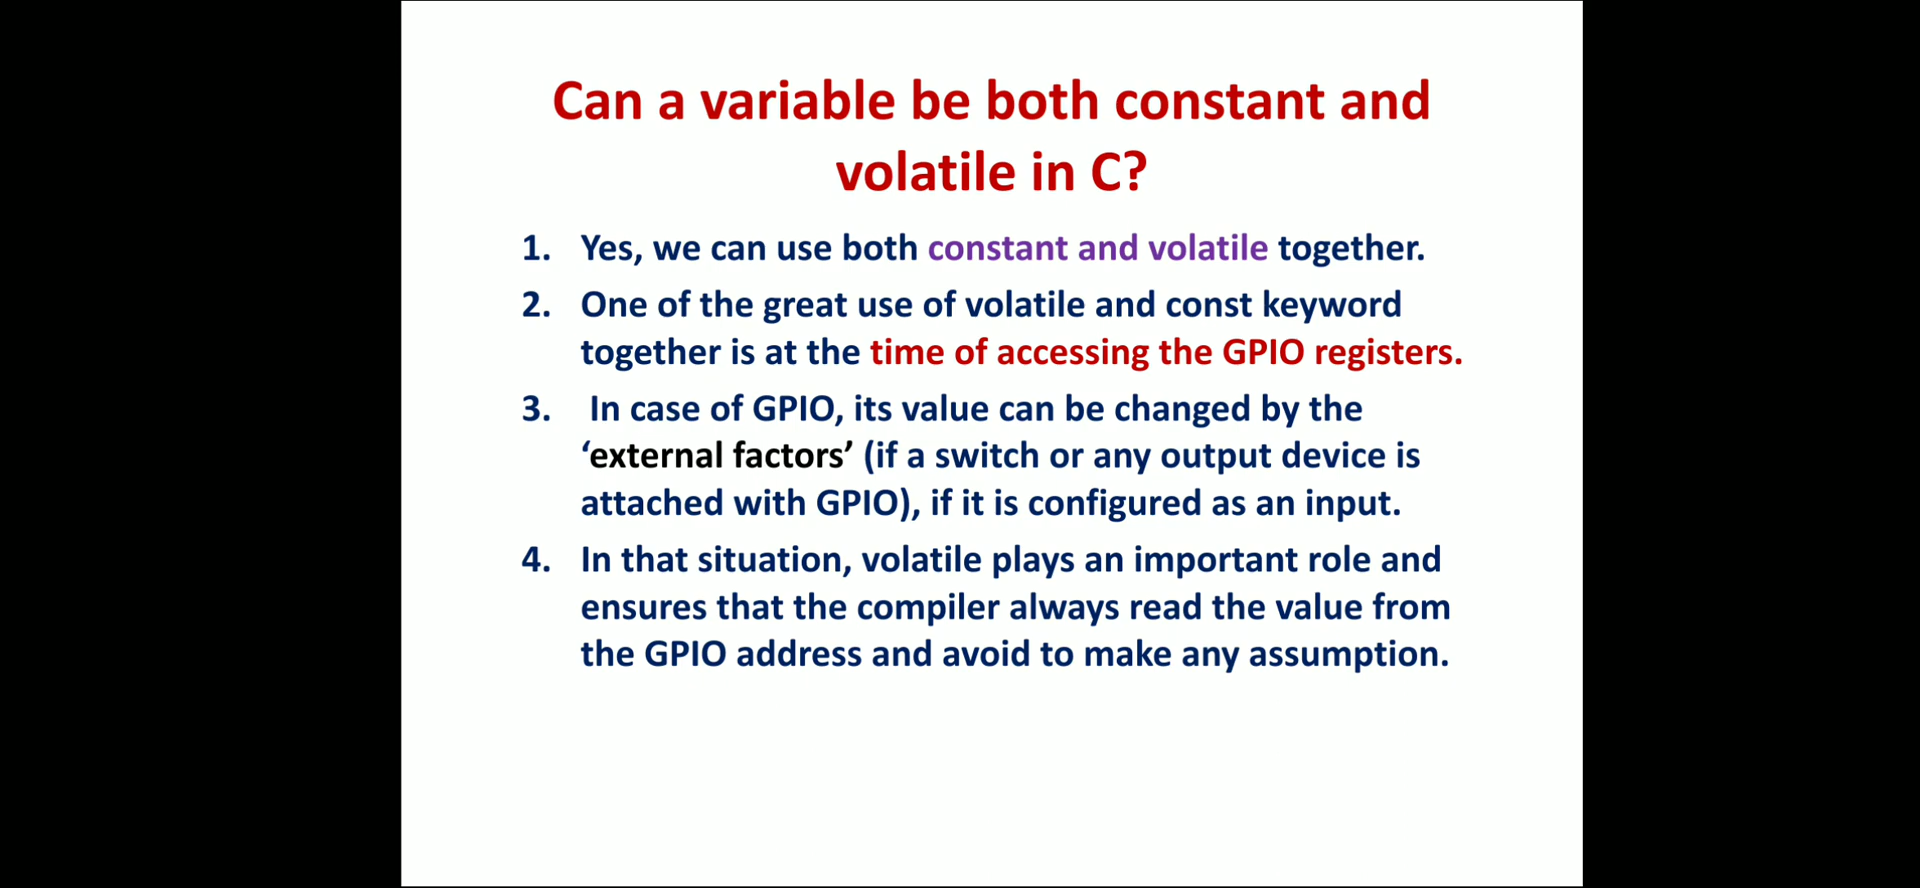 Can a variable be both constant and
volatile in C?
1. Yes, we can use both constant and volatile together.
2. One of the great use of volatile and const keyword
together is at the time of accessing the GPIO registers.
3. In case of GPIO, its value can be changed by the
‘external factors’ (if a switch or any output device is
attached with GPIO), if it is configured as an input.
4. In that situation, volatile plays an important role and
ensures that the compiler always read the value from
the GPIO address and avoid to make any assumption.